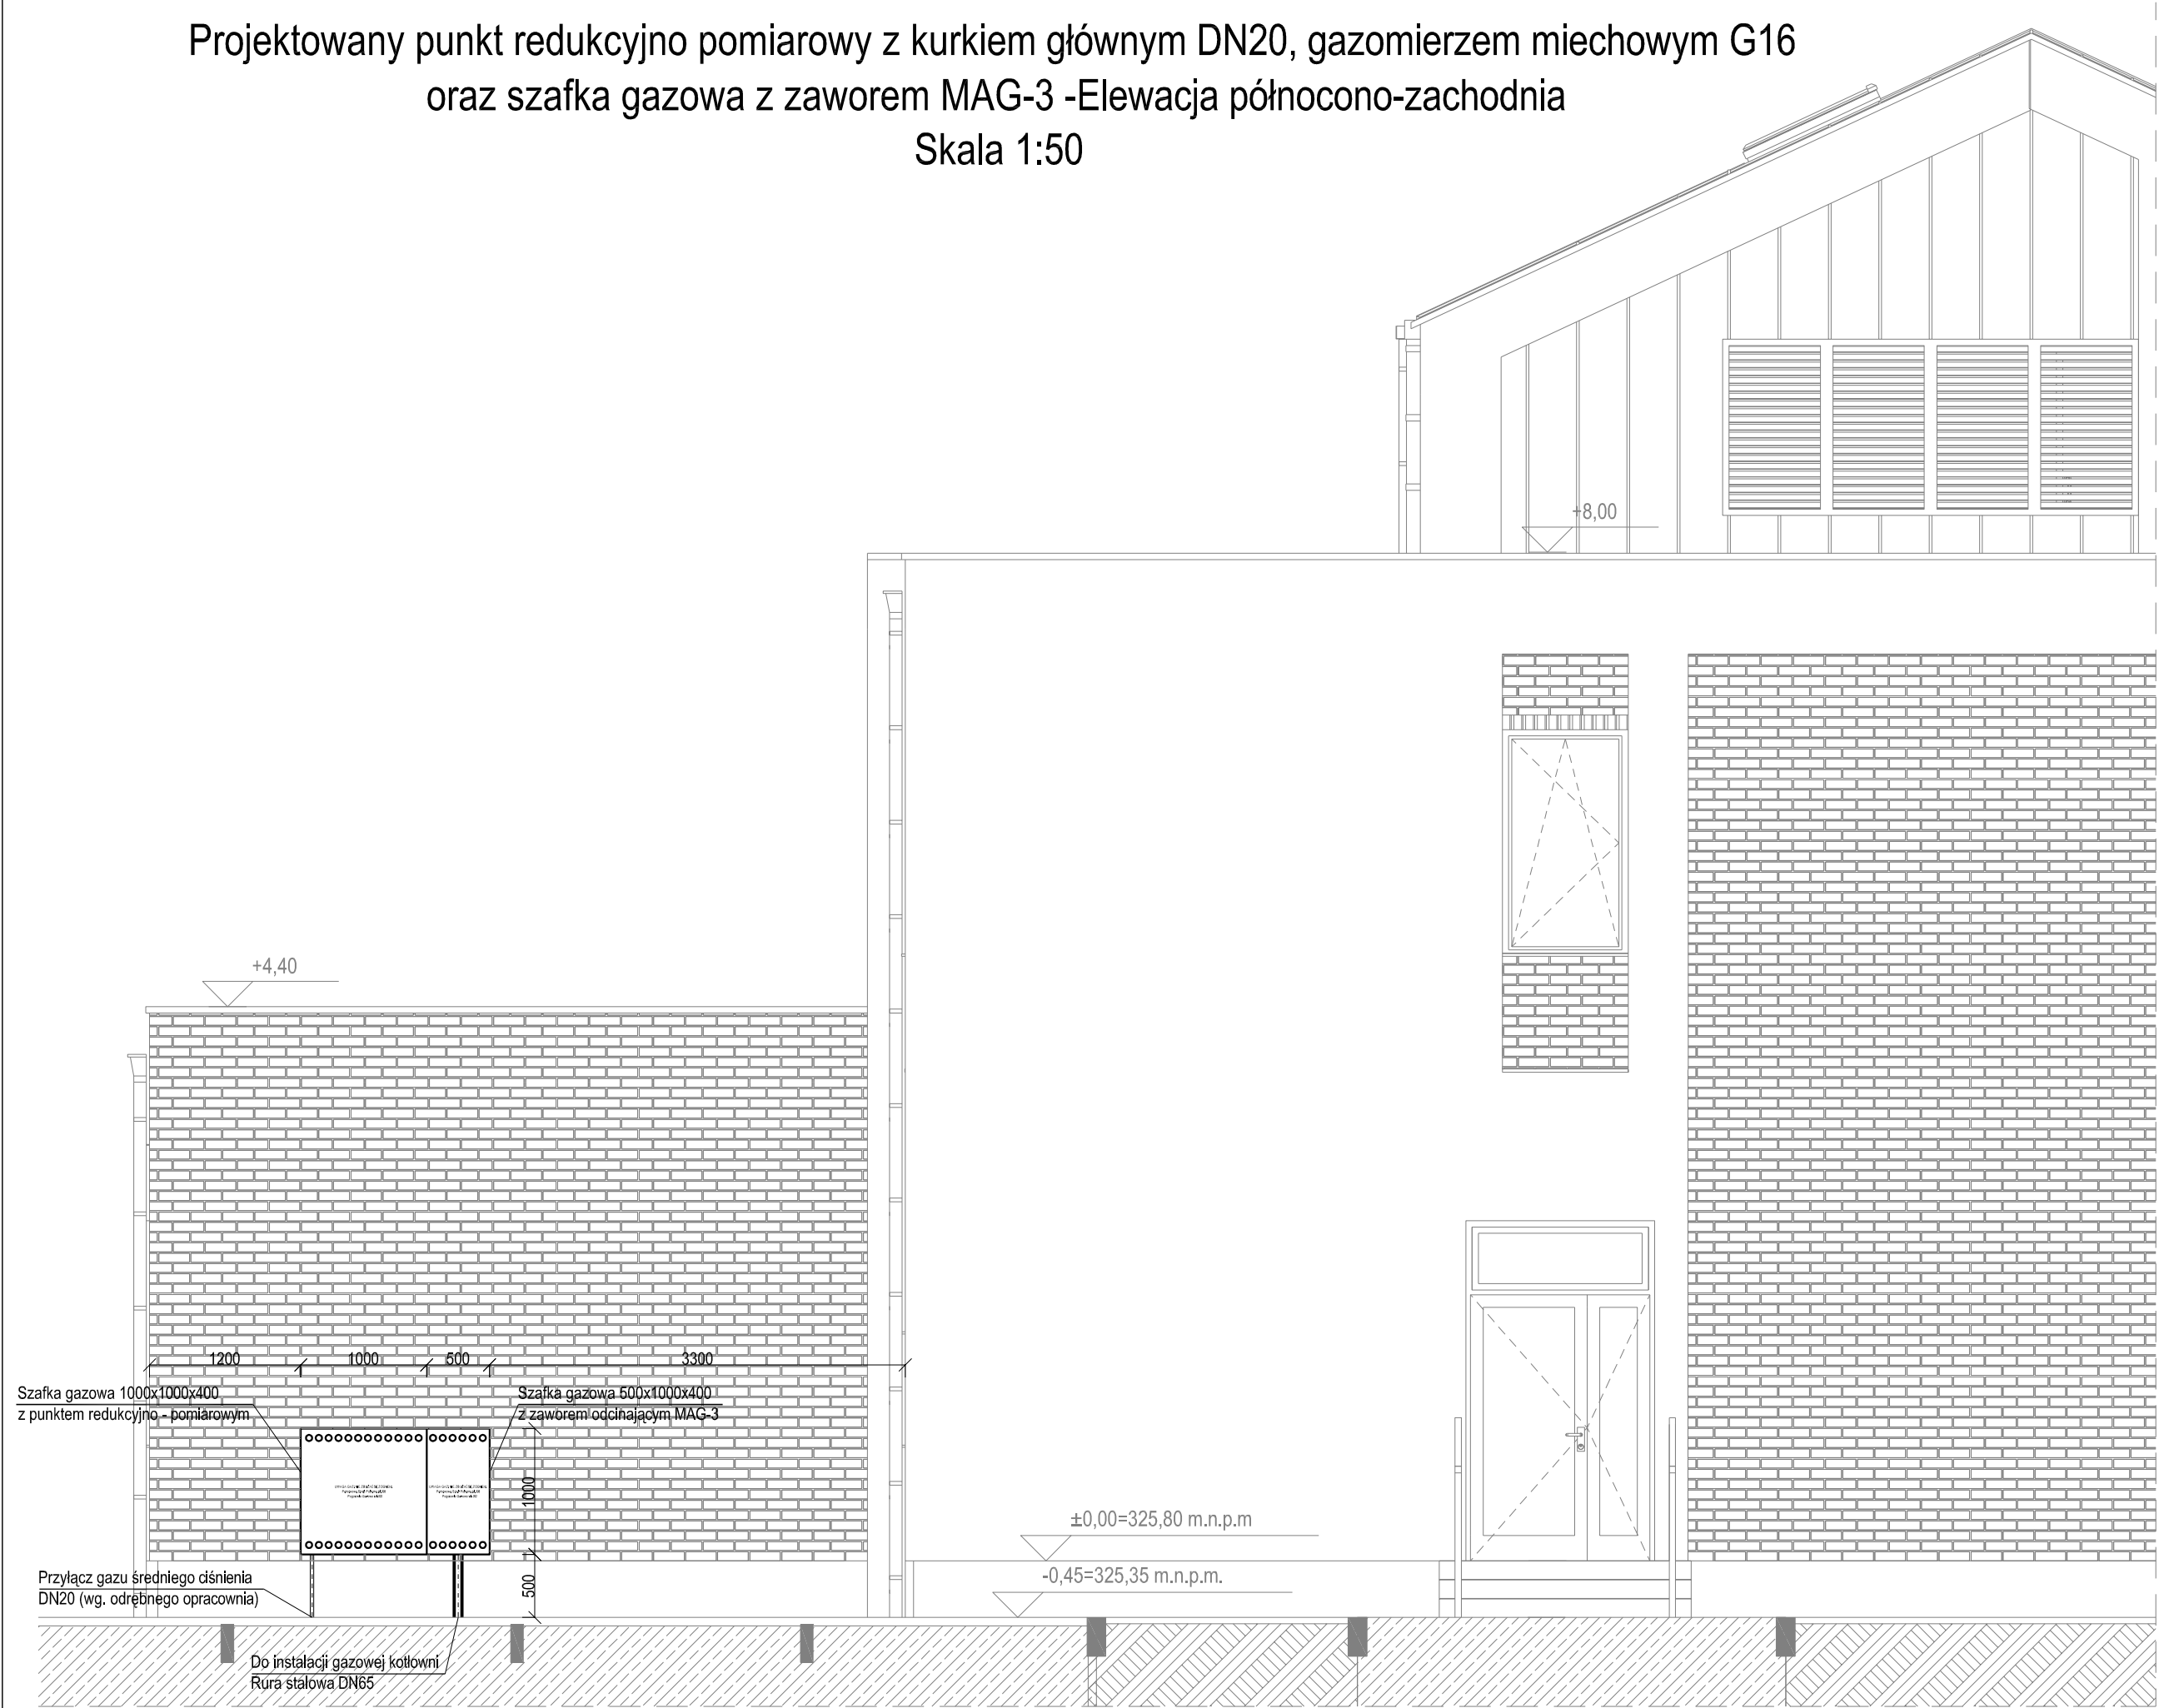 Projektowany punkt redukcyjno pomiarowy z kurkiem głównym DN20, gazomierzem miechowym G16
oraz szafka gazowa z zaworem MAG-3 -Elewacja północono-zachodnia
Skala 1:50
+8,00
+4,40
1200
1000
500
3300
Szafka gazowa 1000x1000x400
z punktem redukcyjno - pomiarowym
Szafka gazowa 500x1000x400
z zaworem odcinającym MAG-3
1000
±0,00=325,80 m.n.p.m
-0,45=325,35 m.n.p.m.
500
Przyłącz gazu średniego ciśnienia
DN20 (wg. odrębnego opracownia)
Do instalacji gazowej kotłowni
Rura stalowa DN65